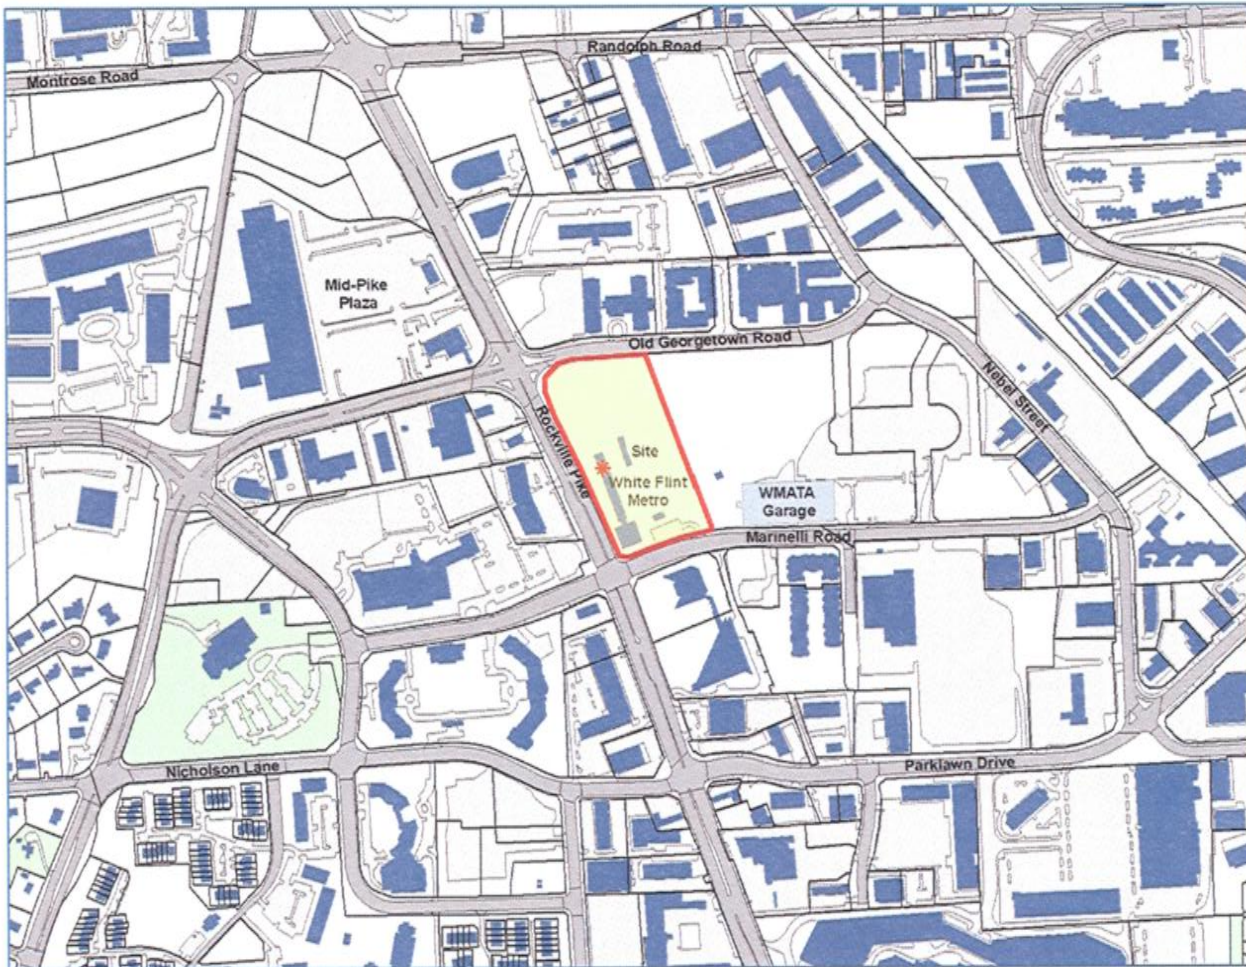 Randolph Road
Montrose Road
Mid-Pike
Plaza
Old Georgetown Road
Nebel Street
Rockville Pike
Site
White Flint
Metro
WMATA
Garage
Marinelli Road
Nicholson Lane
Parklawn Drive